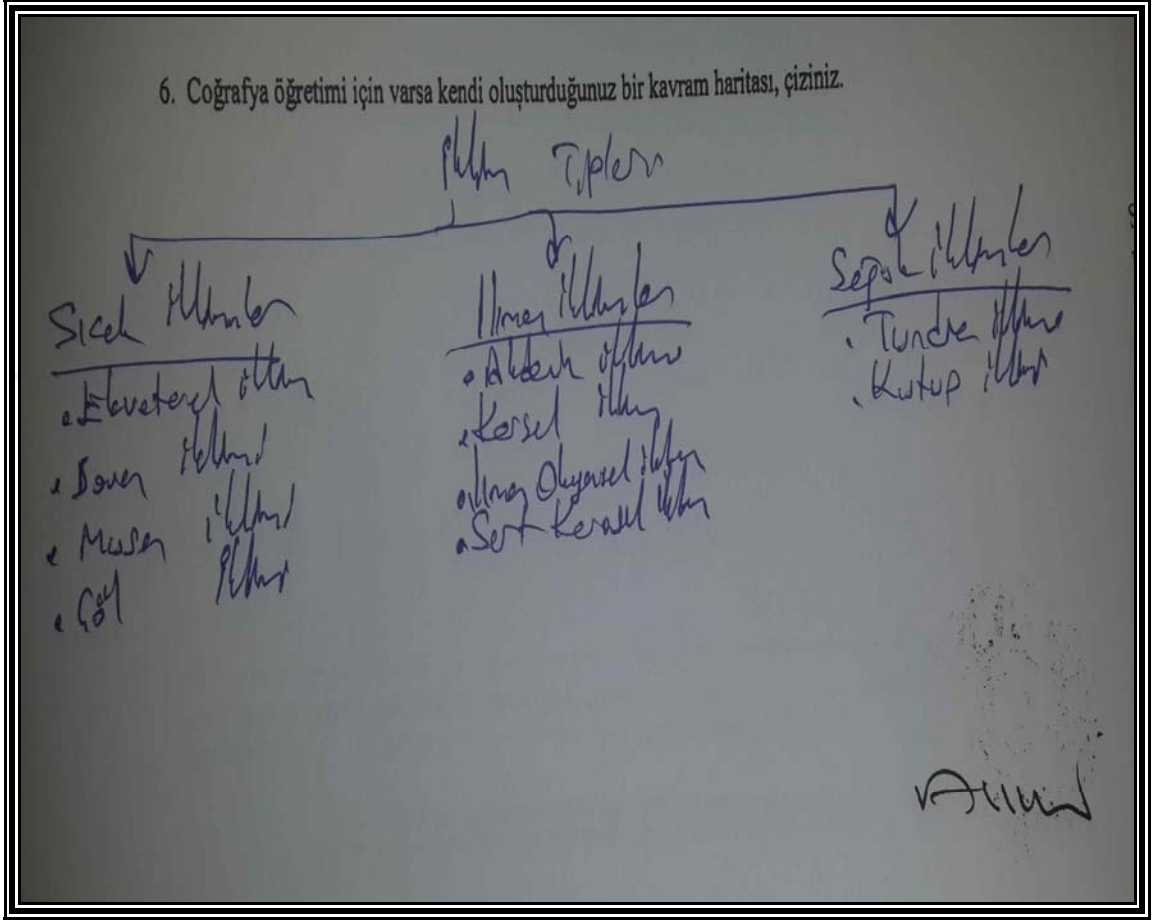 6. Coğrafya öğretimi için varsa kendi oluşturduğunuz bir kavram haritası, çiziniz.
İklim Tipleri
Sıcak İklimler
• Ekvatoral iklim
• Savan iklimi
• Muson iklimi
• Çöl iklimi
Ilıman İklimler
• Akdeniz iklimi
• Karasal iklim
• Ilıman Okyanusal iklim
• Sert Karasal iklim
Soğuk İklimler
• Tundra iklimi
• Kutup iklimi